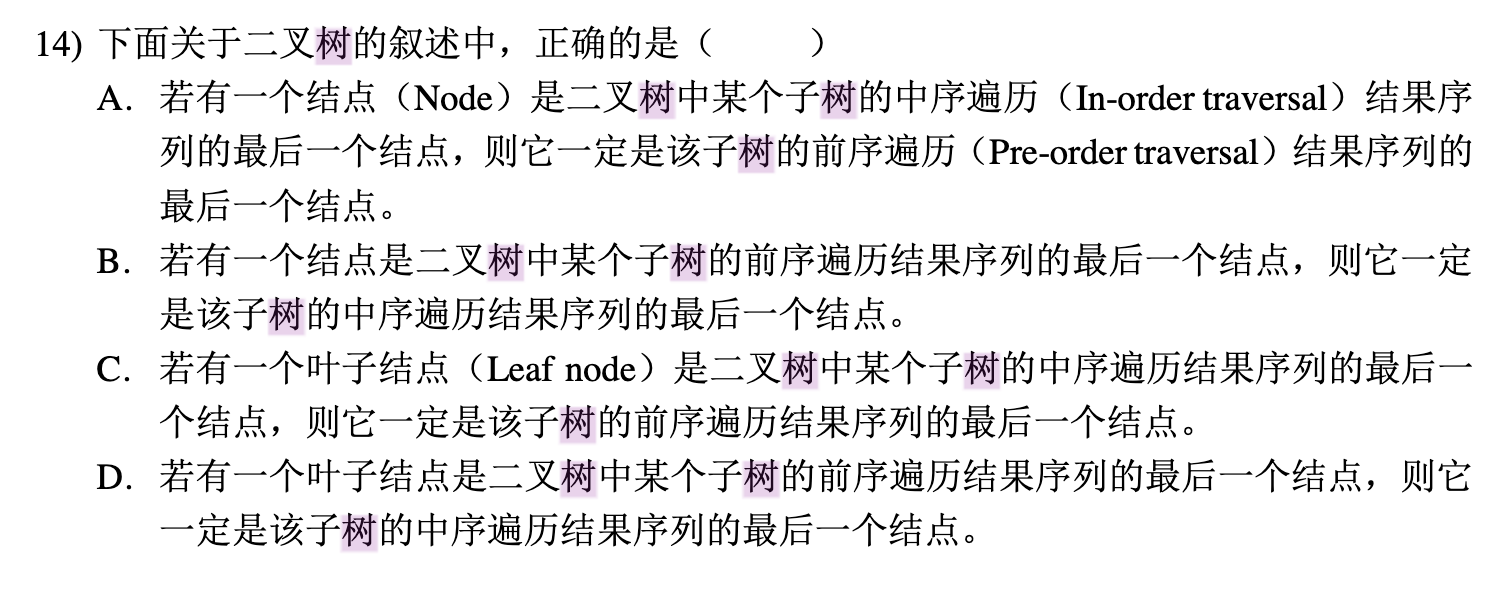 14) 下面关于二叉树的叙述中，正确的是（　　）
A. 若有一个结点（Node）是二叉树中某个子树的中序遍历（In-order traversal）结果序
列的最后一个结点，则它一定是该子树的前序遍历（Pre-order traversal）结果序列的
最后一个结点。
B. 若有一个结点是二叉树中某个子树的前序遍历结果序列的最后一个结点，则它一定
是该子树的中序遍历结果序列的最后一个结点。
C. 若有一个叶子结点（Leaf node）是二叉树中某个子树的中序遍历结果序列的最后一
个结点，则它一定是该子树的前序遍历结果序列的最后一个结点。
D. 若有一个叶子结点是二叉树中某个子树的前序遍历结果序列的最后一个结点，则它
一定是该子树的中序遍历结果序列的最后一个结点。